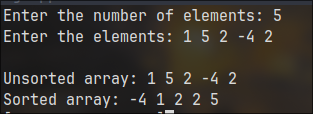 Enter the number of elements: 5
Enter the elements: 1 5 2 -4 2
Unsorted array: 1 5 2 -4 2
Sorted array: -4 1 2 2 5